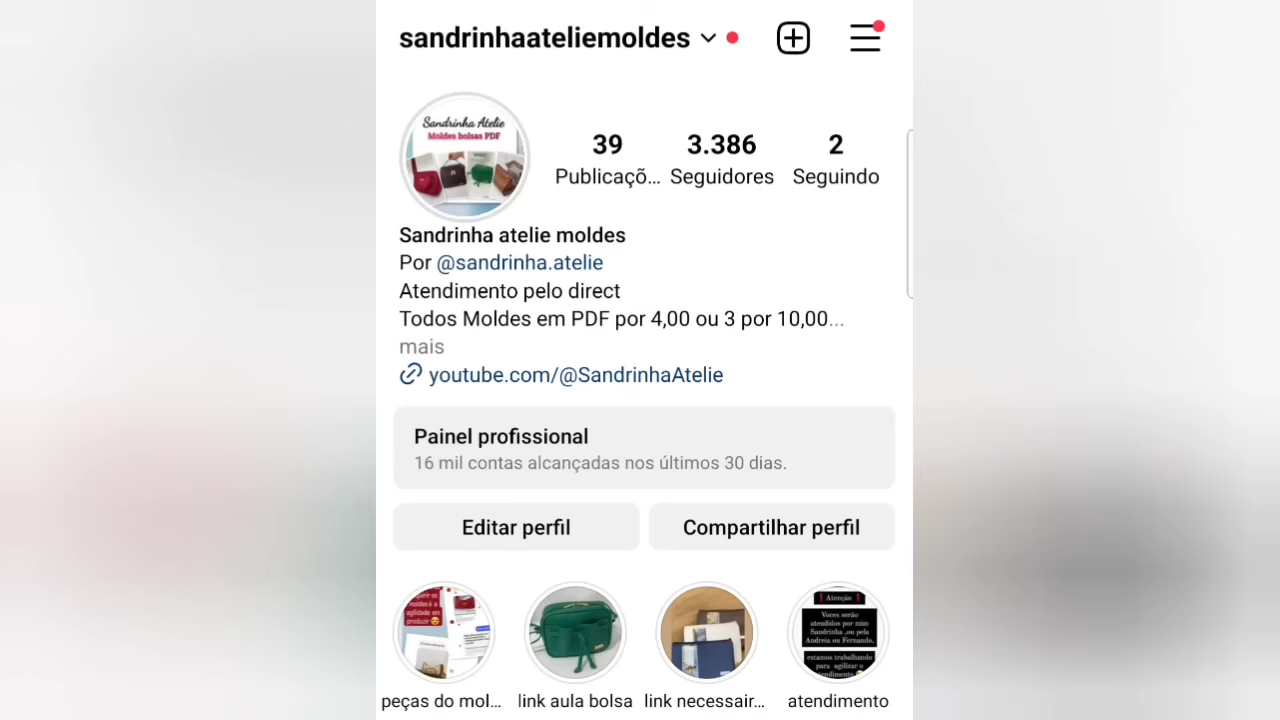 sandrinhaateliemoldes
Sandrinha Atelie
Moldes bolsas PDF
39
Publicaçõ...
3.386
Seguidores
2
Seguindo
Sandrinha atelie moldes
Por @sandrinha.atelie
Atendimento pelo direct
Todos Moldes em PDF por 4,00 ou 3 por 10,00...
mais
youtube.com/@SandrinhaAtelie
Painel profissional
16 mil contas alcançadas nos últimos 30 dias.
Editar perfil
Compartilhar perfil
moldes é a
agilidade em
produzir
Atenção
Voces serão
atendidos por mim
Sandrinha ,ou pela
Andreia ou Fernando.
estamos trabalhando
para agilizar o
peças do mol...
link aula bolsa
link necessair...
atendimento